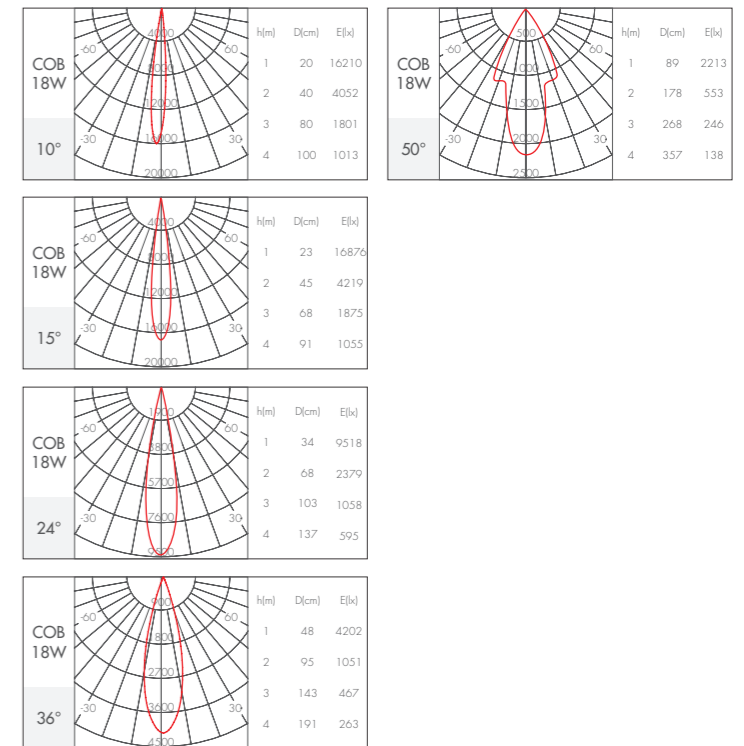 COB
18W
10°
4000
8000
12000
16000
20000
-60
60
-30
30
h(m) D(cm) E(lx)
1 20 16210
2 40 4052
3 80 1801
4 100 1013
COB
18W
50°
500
1000
1500
2000
2500
-60
60
-30
30
h(m) D(cm) E(lx)
1 89 2213
2 178 553
3 268 246
4 357 138
COB
18W
15°
4000
8000
12000
16000
20000
-60
60
-30
30
h(m) D(cm) E(lx)
1 23 16876
2 45 4219
3 68 1875
4 91 1055
COB
18W
24°
1900
3800
5700
7600
9500
-60
60
-30
30
h(m) D(cm) E(lx)
1 34 9518
2 68 2379
3 103 1058
4 137 595
COB
18W
36°
900
1800
2700
3600
4500
-60
60
-30
30
h(m) D(cm) E(lx)
1 48 4202
2 95 1051
3 143 467
4 191 263